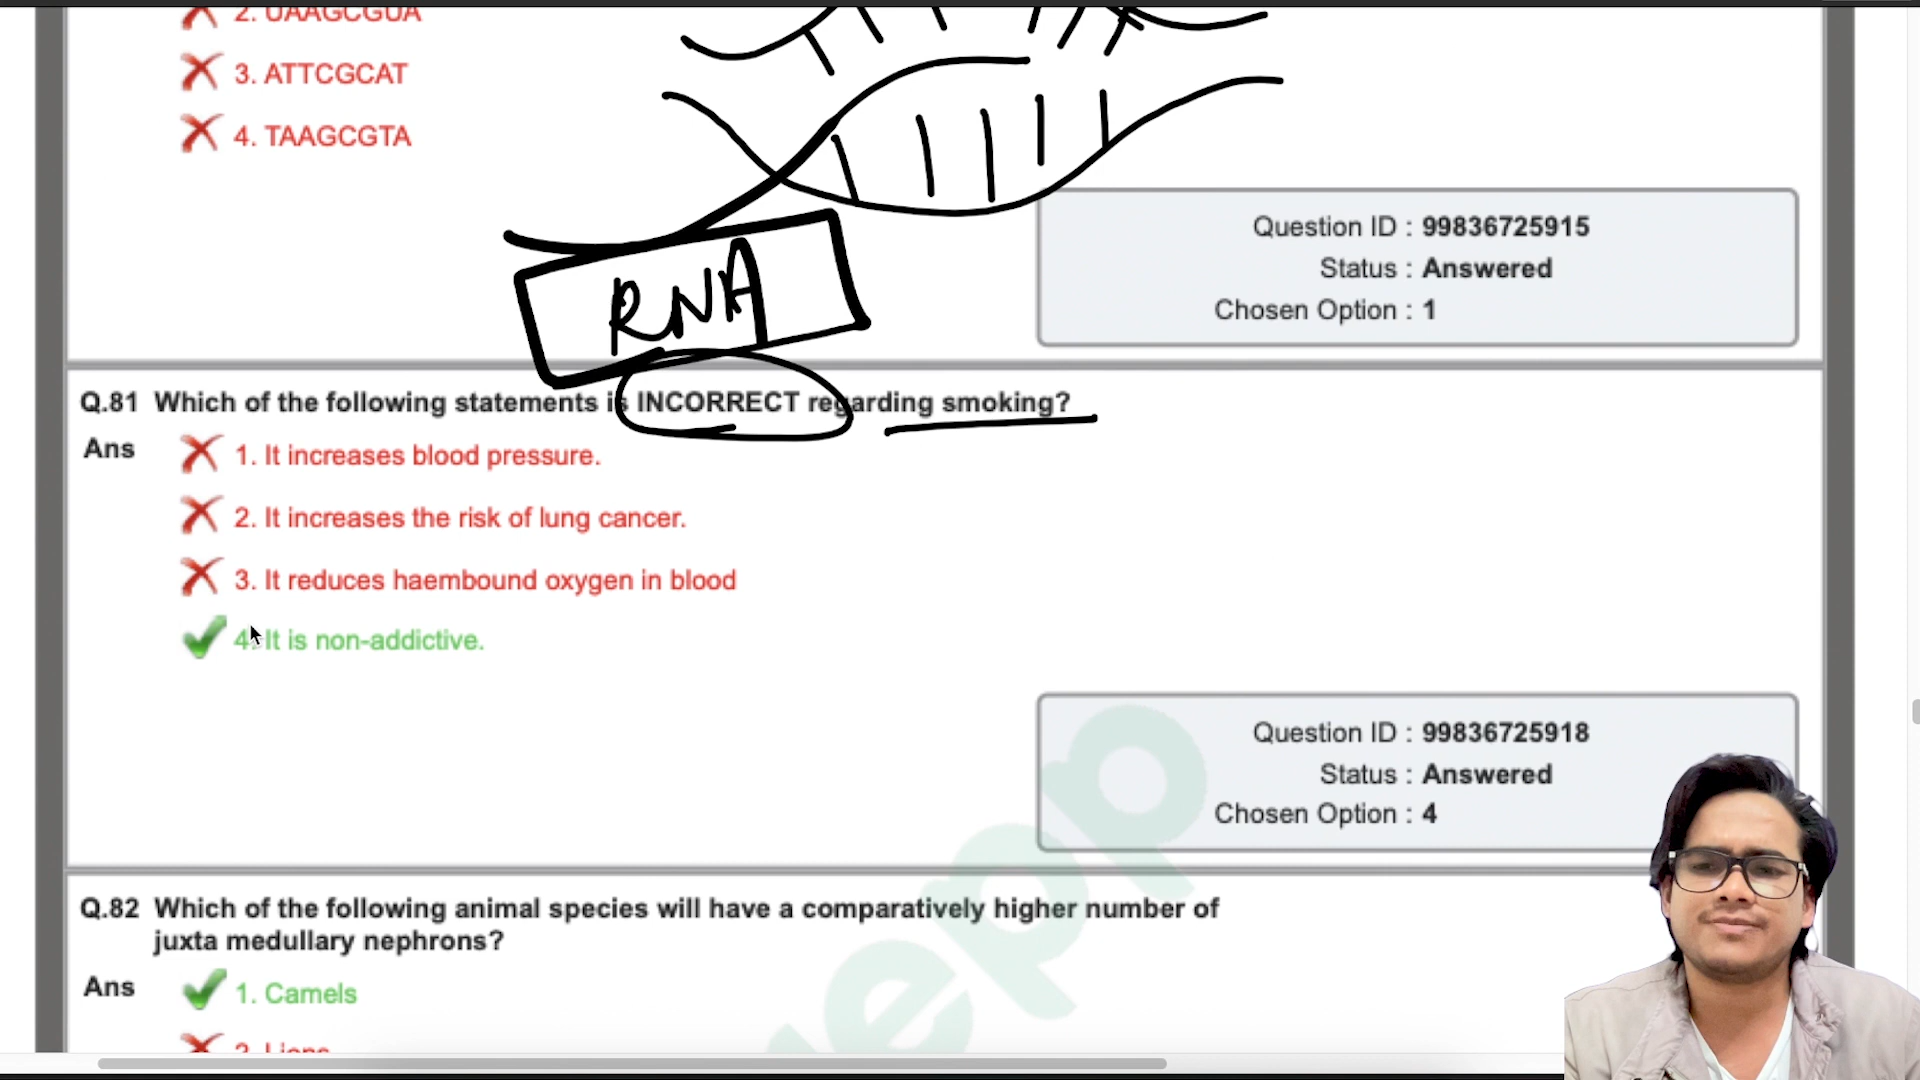 2. UAAGCGUA
3. ATTCGCAT
4. TAAGCGTA
Question ID : 99836725915
Status : Answered
Chosen Option : 1
RNA
Q.81 Which of the following statements is INCORRECT regarding smoking?
Ans
1. It increases blood pressure.
2. It increases the risk of lung cancer.
3. It reduces haembound oxygen in blood
4. It is non-addictive.
Question ID : 99836725918
Status : Answered
Chosen Option : 4
Q.82 Which of the following animal species will have a comparatively higher number of
juxta medullary nephrons?
Ans
1. Camels
2. Lions